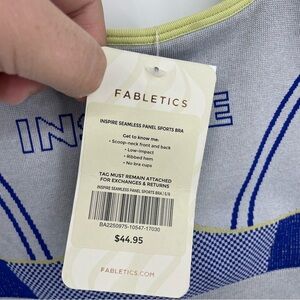 FABLETICS
INSPIRE SEAMLESS PANEL SPORTS BRA
Get to know me:
• Scoop-neck front and back
• Low-impact
• Ribbed hem
• No bra cups
TAG MUST REMAIN ATTACHED
FOR EXCHANGES & RETURNS
INSPIRE SEAMLESS PANEL SPORTS BRA | S/6
BA2250975-10547-17030
$44.95
FABLETICS.COM
INS
E